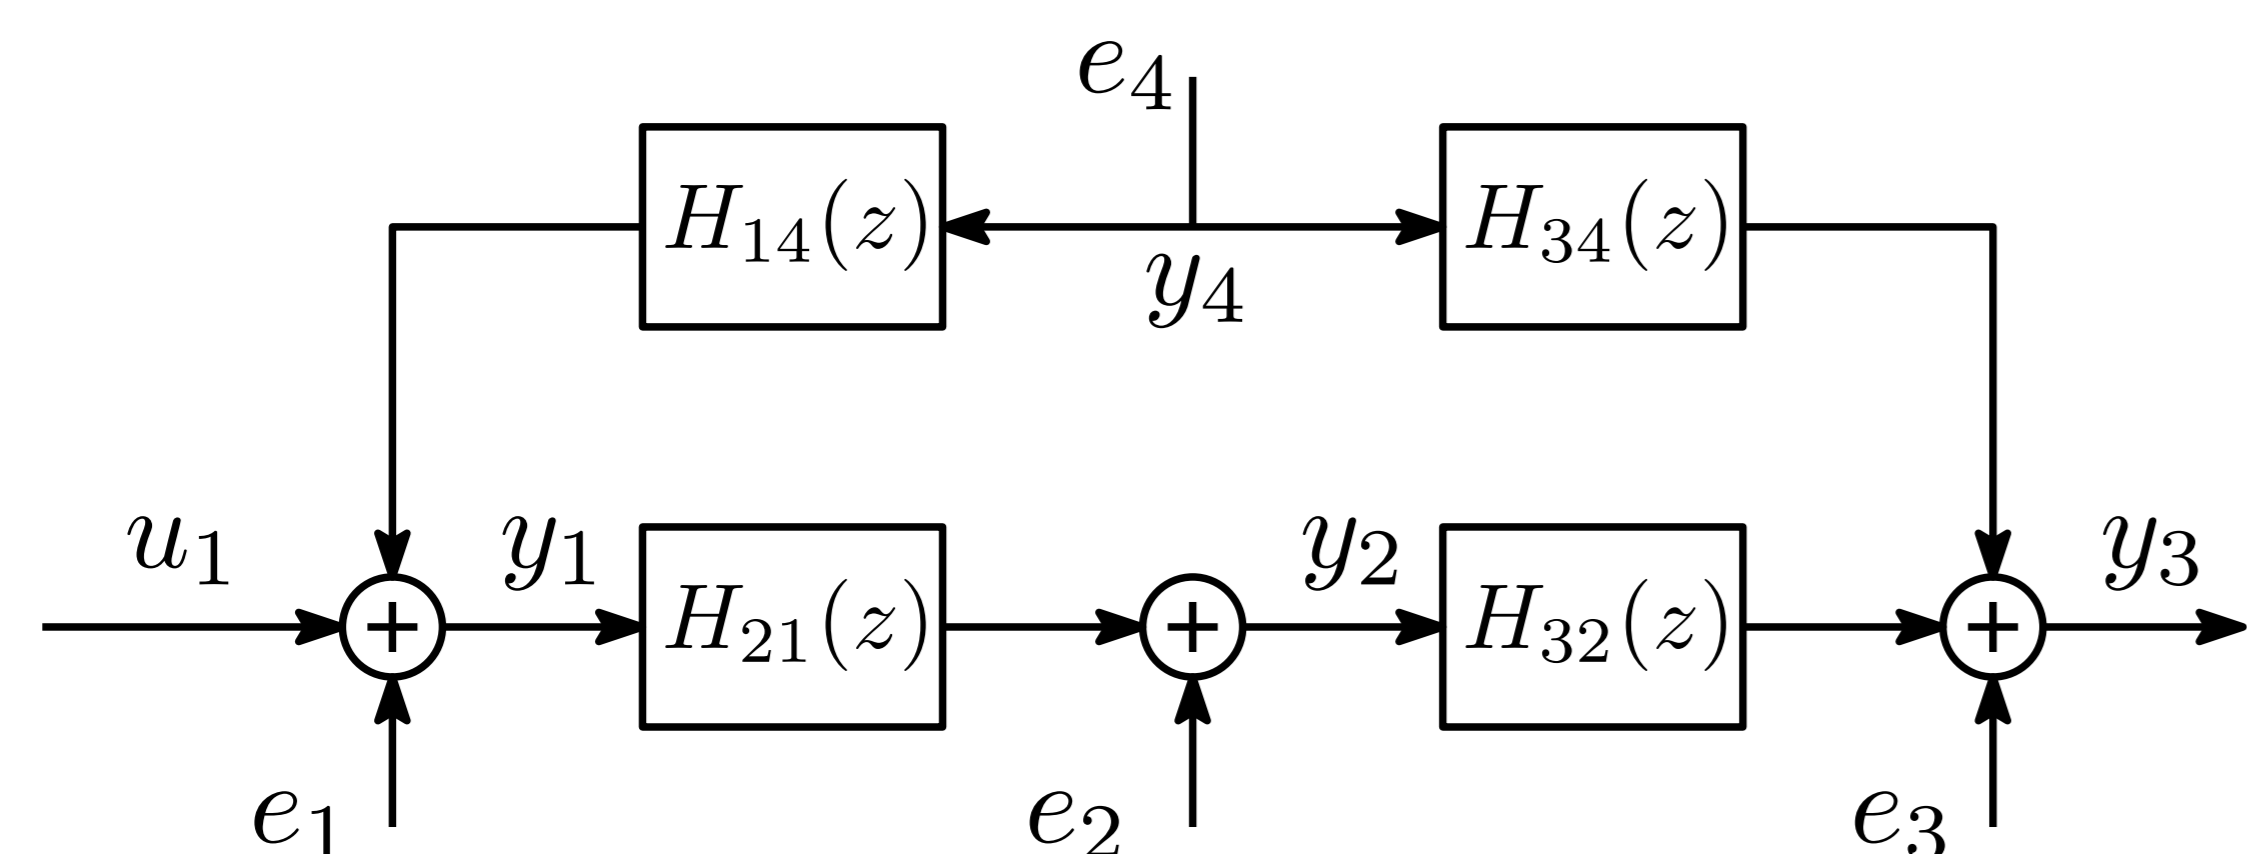 e₄
H₁₄(z)
H₃₄(z)
y₄
u₁
y₁
y₂
y₃
H₂₁(z)
H₃₂(z)
e₁
e₂
e₃